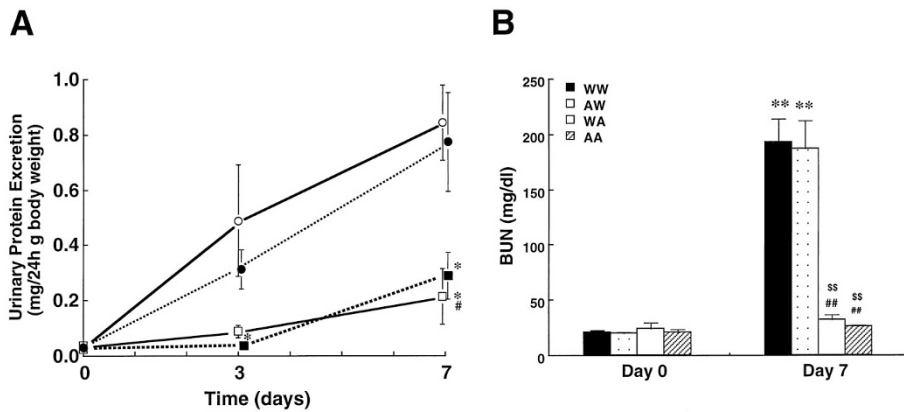 A
Urinary Protein Excretion
(mg/24h g body weight)
1.0
0.8
0.6
0.4
0.2
0.0
*
*
*
#
0
3
7
Time (days)
B
BUN (mg/dl)
250
200
150
100
50
0
WW
AW
WA
AA
** **
$$
##
$$
##
Day 0
Day 7